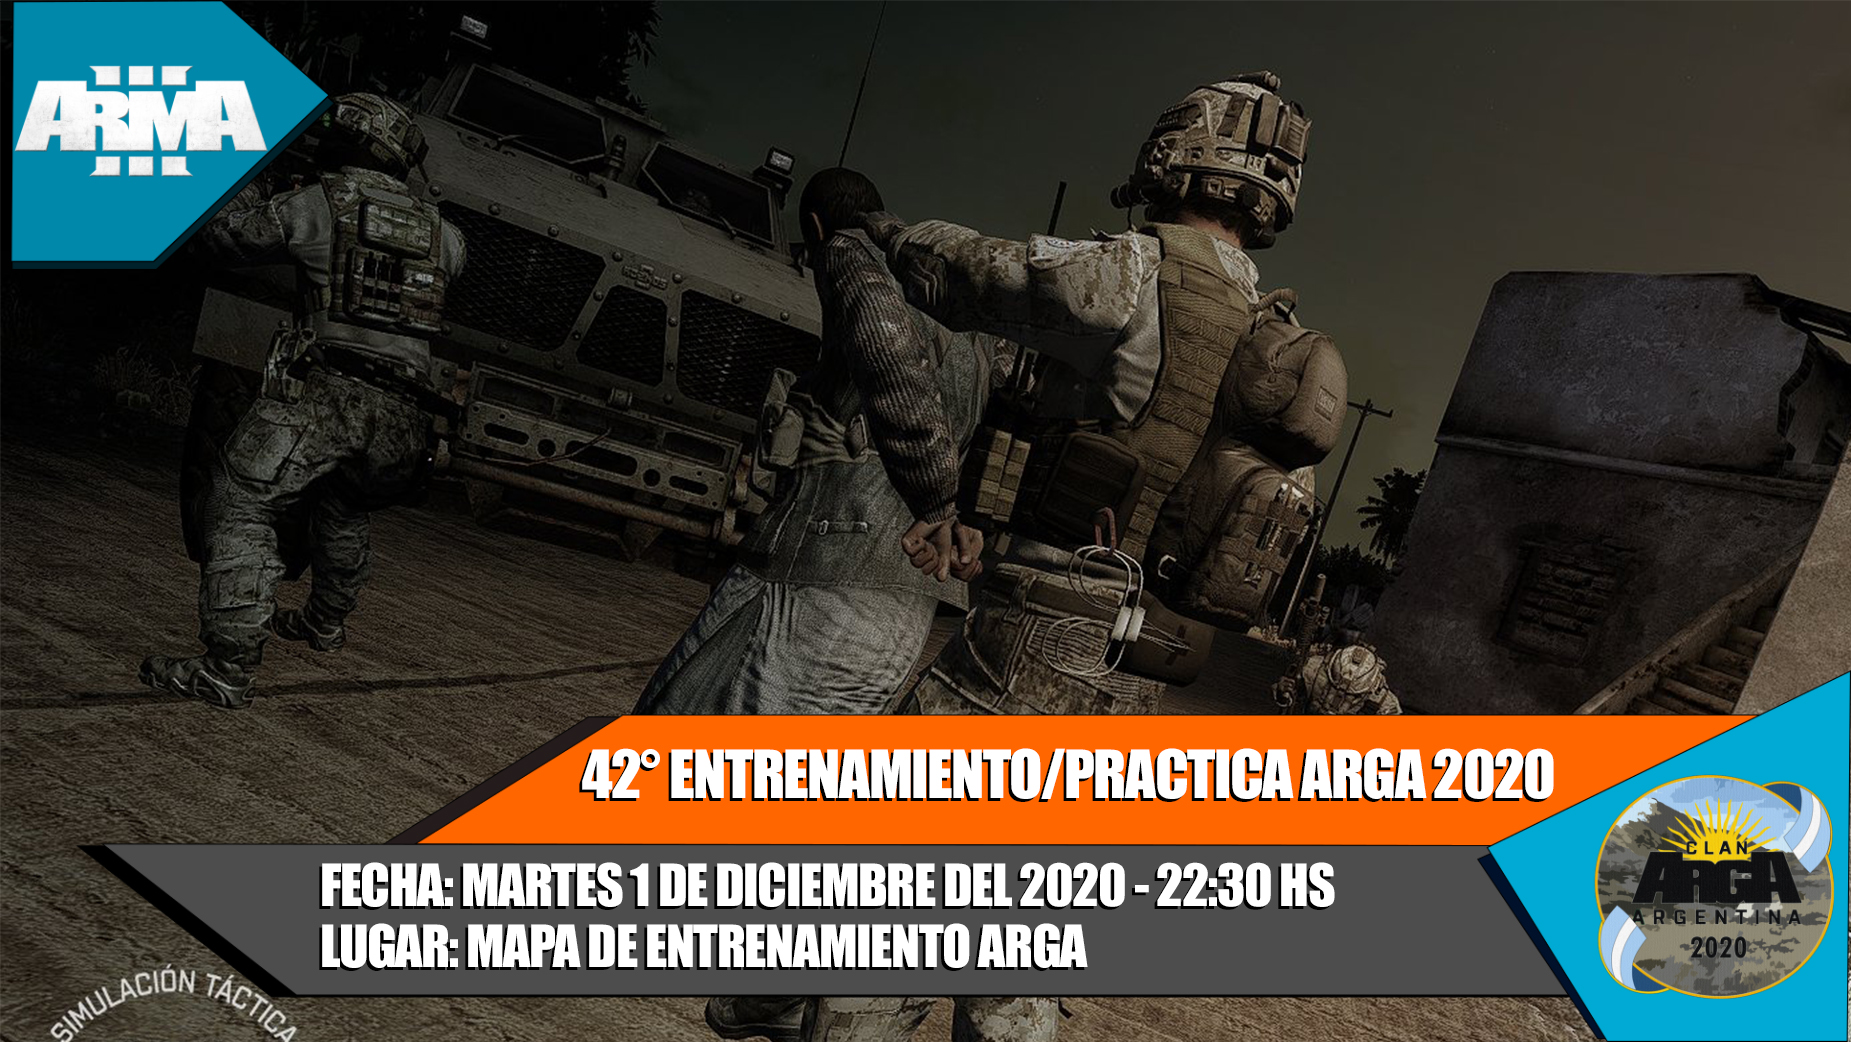 ARMA
III
42° ENTRENAMIENTO/PRACTICA ARGA 2020
FECHA: MARTES 1 DE DICIEMBRE DEL 2020 - 22:30 HS
LUGAR: MAPA DE ENTRENAMIENTO ARGA
CLAN
ARGA
ARGENTINA
2020
SIMULACIÓN TÁCTICA